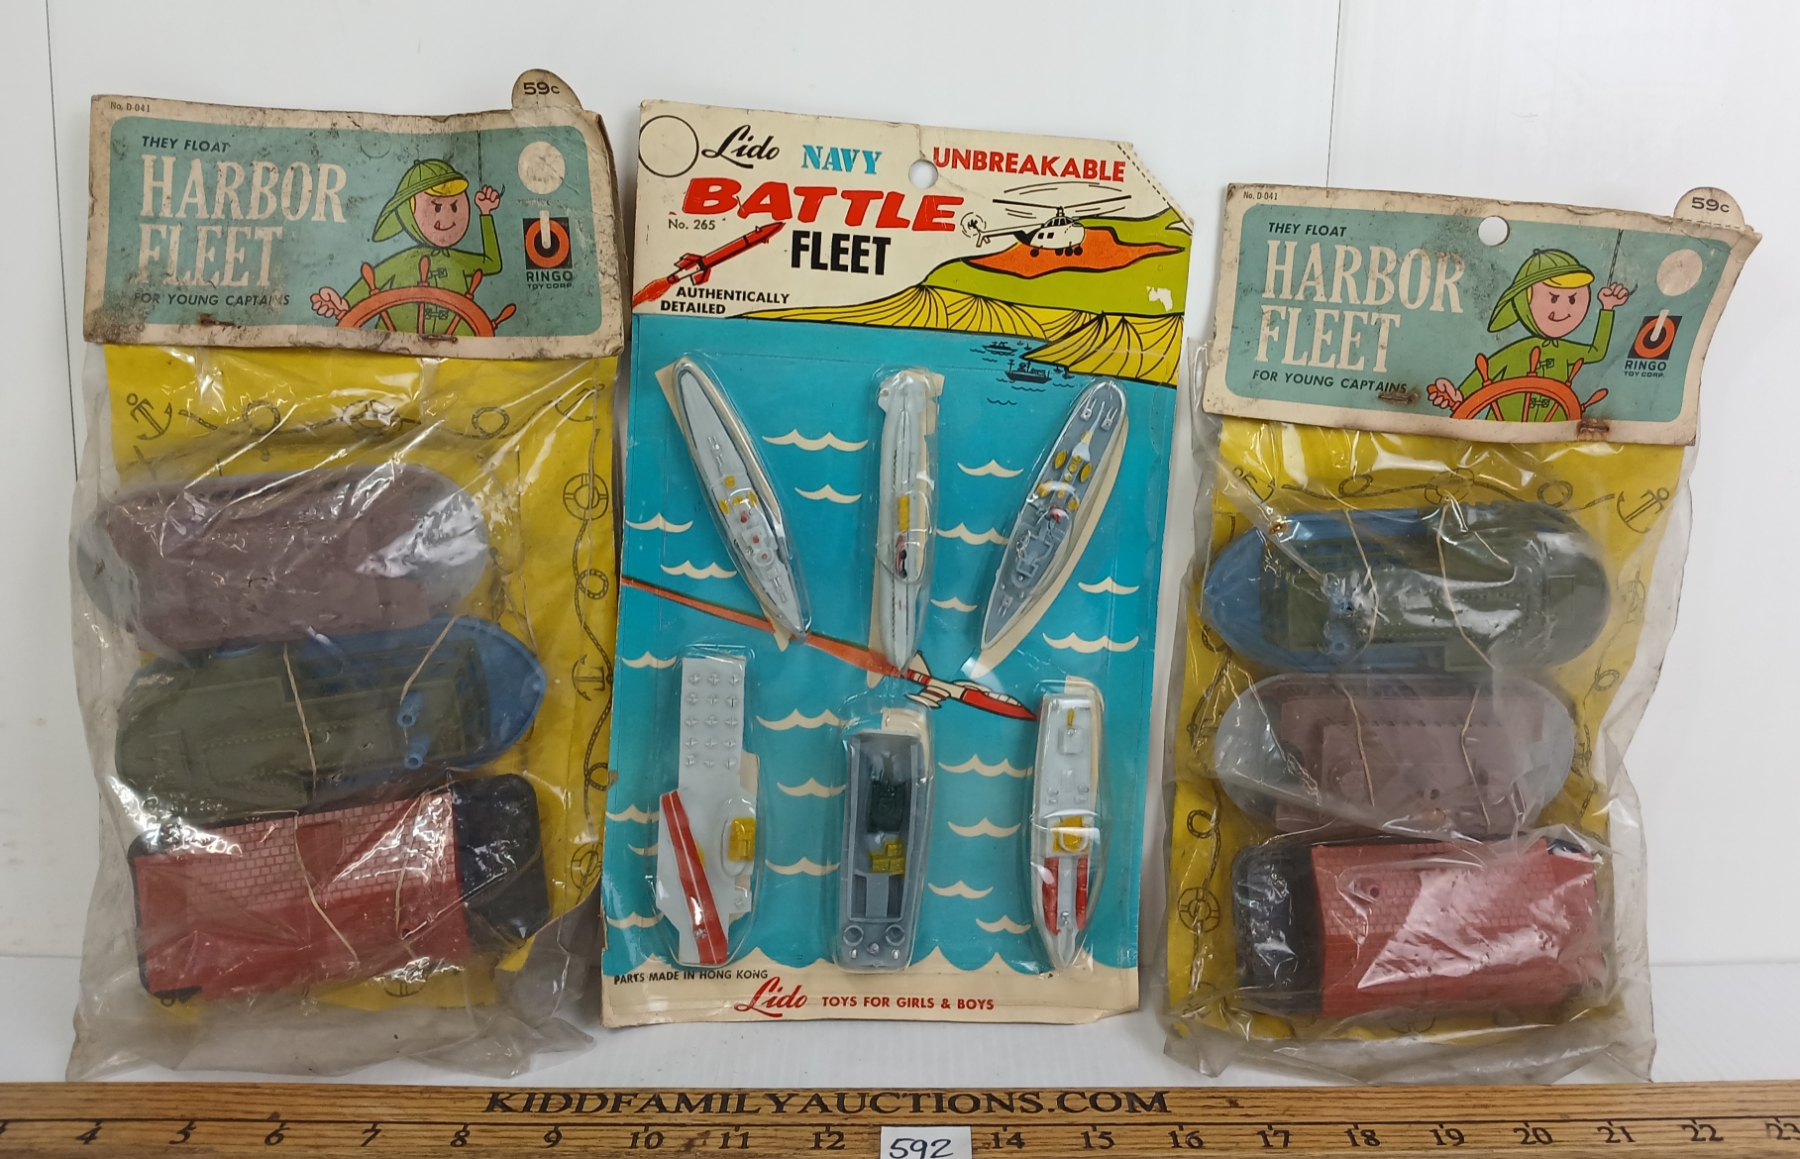 59c
No. D-041
THEY FLOAT
HARBOR
FLEET
FOR YOUNG CAPTAINS
RINGO
TOY CORP.
Lido NAVY UNBREAKABLE
BATTLE
No. 265
FLEET
AUTHENTICALLY
DETAILED
PARTS MADE IN HONG KONG
Lido TOYS FOR GIRLS & BOYS
59c
No. D-041
THEY FLOAT
HARBOR
FLEET
FOR YOUNG CAPTAINS
RINGO
TOY CORP.
KIDDFAMILYAUCTIONS.COM
3 4 5 6 7 8 9 10 11 12 14 15 16 17 18 19 20 21 22 23
592